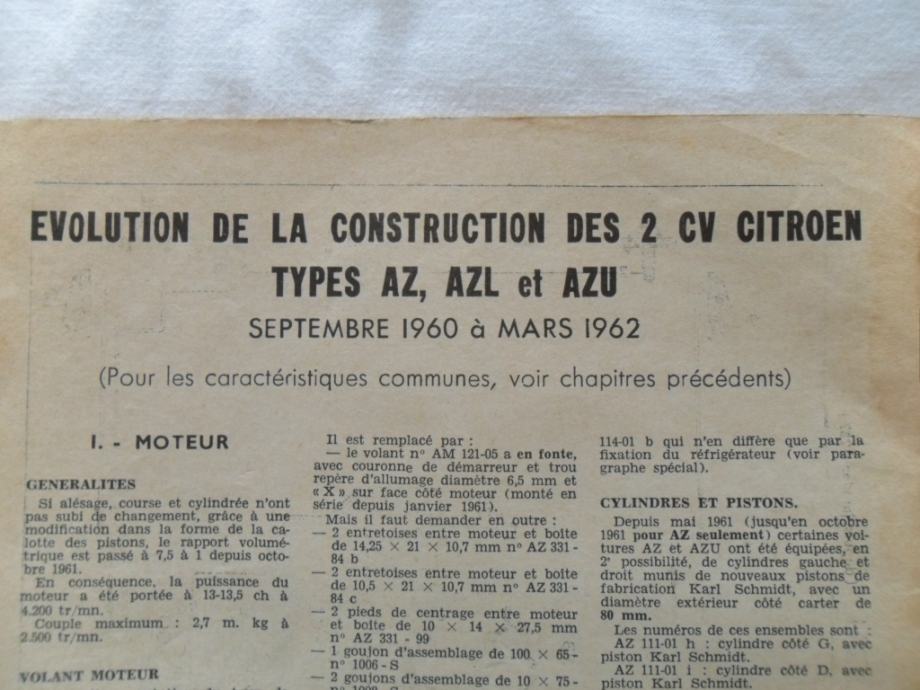 EVOLUTION DE LA CONSTRUCTION DES 2 CV CITROEN
TYPES AZ, AZL et AZU
SEPTEMBRE 1960 à MARS 1962
(Pour les caractéristiques communes, voir chapitres précédents)
I. - MOTEUR
GENERALITES
Si alésage, course et cylindrée n'ont
pas subi de changement, grâce à une
modification dans la forme de la ca-
lotte des pistons, le rapport volumé-
trique est passé à 7,5 à 1 depuis octo-
bre 1961.
En conséquence, la puissance du
moteur a été portée à 13-13,5 ch à
4.200 tr/mn.
Couple maximum : 2,7 m. kg à
2.500 tr/mn.
VOLANT MOTEUR
Il est remplacé par :
— le volant n° AM 121-05 a en fonte,
avec couronne de démarreur et trou
repère d'allumage diamètre 6,5 mm et
« X » sur face côté moteur (monté en
série depuis janvier 1961).
Mais il faut demander en outre :
— 2 entretoises entre moteur et boîte
de 14,25 × 21 × 10,7 mm n° AZ 331-
84 b
— 2 entretoises entre moteur et boîte
de 10,5 × 21 × 10,7 mm n° AZ 331-
84 c
— 2 pieds de centrage entre moteur
et boîte de 10 × 14 × 27,5 mm
n° AZ 331 - 99
— 1 goujon d'assemblage de 100 × 65-
n° 1006 - S
— 2 goujons d'assemblage de 10 × 75-
114-01 b qui n'en diffère que par la
fixation du réfrigérateur (voir para-
graphe spécial).
CYLINDRES ET PISTONS.
Depuis mai 1961 (jusqu'en octobre
1961 pour AZ seulement) certaines voi-
tures AZ et AZU ont été équipées, en
2e possibilité, de cylindres gauche et
droit munis de nouveaux pistons de
fabrication Karl Schmidt, avec un
diamètre extérieur côté carter de
80 mm.
Les numéros de ces ensembles sont :
AZ 111-01 h : cylindre côté G, avec
piston Karl Schmidt.
AZ 111-01 i : cylindre côté D, avec
piston Karl Schmidt.